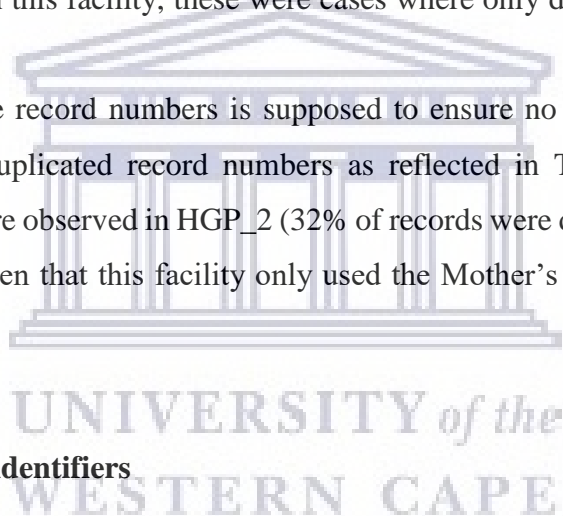 this facility, these were cases where only
record numbers is supposed to ensure no
uplicated record numbers as reflected in T
re observed in HGP_2 (32% of records were
en that this facility only used the Mother’s
UNIVERSITY of the
dentifiers
WESTERN CAPE